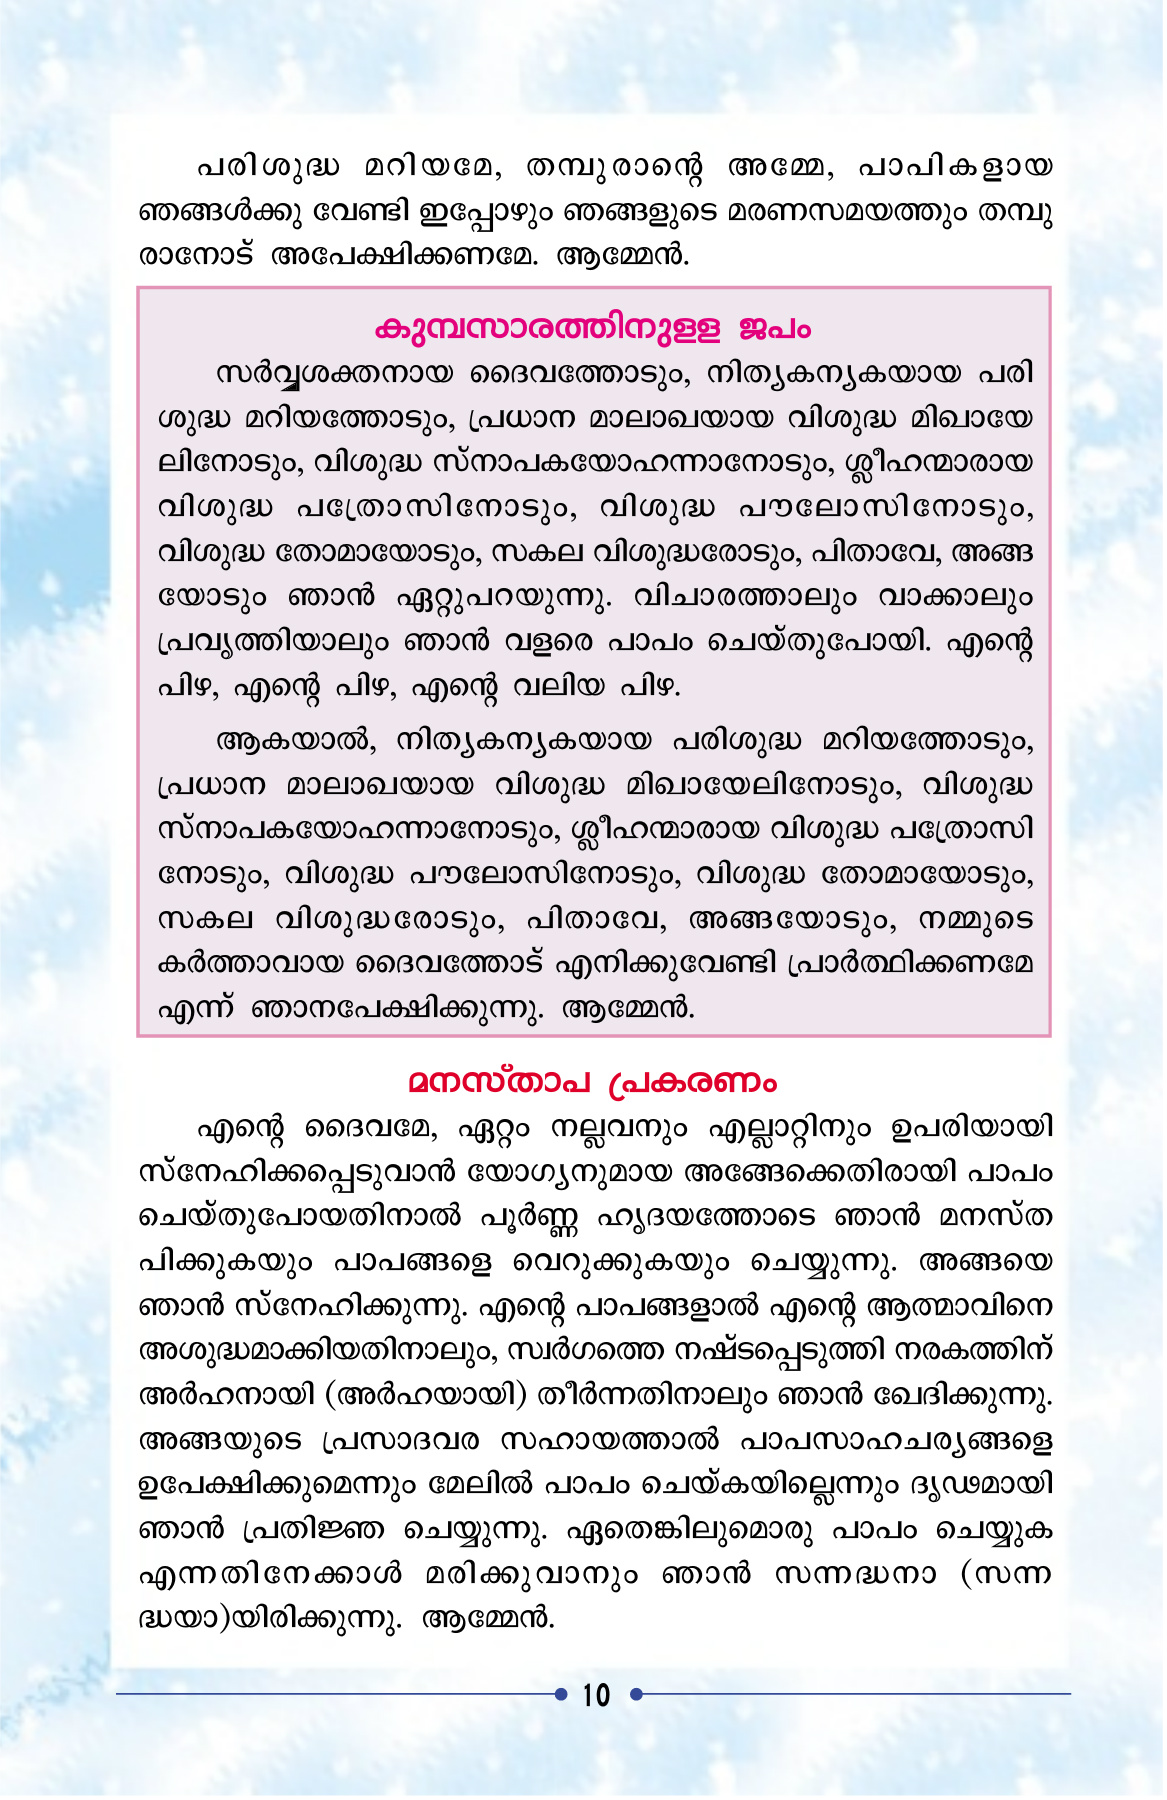 പരിശുദ്ധ മറിയമേ, തമ്പുരാന്റെ അമ്മേ, പാപികളായ
ഞങ്ങൾക്കു വേണ്ടി ഇപ്പോഴും ഞങ്ങളുടെ മരണസമയത്തും തമ്പു
രാനോട് അപേക്ഷിക്കണമേ. ആമ്മേൻ.
കുമ്പസാരത്തിനുളള ജപം
സർവ്വശക്തനായ ദൈവത്തോടും, നിത്യകന്യകയായ പരി
ശുദ്ധ മറിയത്തോടും, പ്രധാന മാലാഖയായ വിശുദ്ധ മിഖായേ
ലിനോടും, വിശുദ്ധ സ്നാപകയോഹന്നാനോടും, ശ്ലീഹന്മാരായ
വിശുദ്ധ പത്രോസിനോടും, വിശുദ്ധ പൗലോസിനോടും,
വിശുദ്ധ തോമായോടും, സകല വിശുദ്ധരോടും, പിതാവേ, അങ്ങ
യോടും ഞാൻ ഏറ്റുപറയുന്നു. വിചാരത്താലും വാക്കാലും
പ്രവൃത്തിയാലും ഞാൻ വളരെ പാപം ചെയ്തുപോയി. എന്റെ
പിഴ, എന്റെ പിഴ, എന്റെ വലിയ പിഴ.
ആകയാൽ, നിത്യകന്യകയായ പരിശുദ്ധ മറിയത്തോടും,
പ്രധാന മാലാഖയായ വിശുദ്ധ മിഖായേലിനോടും, വിശുദ്ധ
സ്നാപകയോഹന്നാനോടും, ശ്ലീഹന്മാരായ വിശുദ്ധ പത്രോസി
നോടും, വിശുദ്ധ പൗലോസിനോടും, വിശുദ്ധ തോമായോടും,
സകല വിശുദ്ധരോടും, പിതാവേ, അങ്ങയോടും, നമ്മുടെ
കർത്താവായ ദൈവത്തോട് എനിക്കുവേണ്ടി പ്രാർത്ഥിക്കണമേ
എന്ന് ഞാനപേക്ഷിക്കുന്നു. ആമ്മേൻ.
മനസ്താപ പ്രകരണം
എന്റെ ദൈവമേ, ഏറ്റം നല്ലവനും എല്ലാറ്റിനും ഉപരിയായി
സ്നേഹിക്കപ്പെടുവാൻ യോഗ്യനുമായ അങ്ങേക്കെതിരായി പാപം
ചെയ്തുപോയതിനാൽ പൂർണ്ണ ഹൃദയത്തോടെ ഞാൻ മനസ്ത
പിക്കുകയും പാപങ്ങളെ വെറുക്കുകയും ചെയ്യുന്നു. അങ്ങയെ
ഞാൻ സ്നേഹിക്കുന്നു. എന്റെ പാപങ്ങളാൽ എന്റെ ആത്മാവിനെ
അശുദ്ധമാക്കിയതിനാലും, സ്വർഗത്തെ നഷ്ടപ്പെടുത്തി നരകത്തിന്
അർഹനായി (അർഹയായി) തീർന്നതിനാലും ഞാൻ ഖേദിക്കുന്നു.
അങ്ങയുടെ പ്രസാദവര സഹായത്താൽ പാപസാഹചര്യങ്ങളെ
ഉപേക്ഷിക്കുമെന്നും മേലിൽ പാപം ചെയ്കയില്ലെന്നും ദൃഢമായി
ഞാൻ പ്രതിജ്ഞ ചെയ്യുന്നു. ഏതെങ്കിലുമൊരു പാപം ചെയ്യുക
എന്നതിനേക്കാൾ മരിക്കുവാനും ഞാൻ സന്നദ്ധനാ (സന്ന
ദ്ധയാ)യിരിക്കുന്നു. ആമ്മേൻ.
10